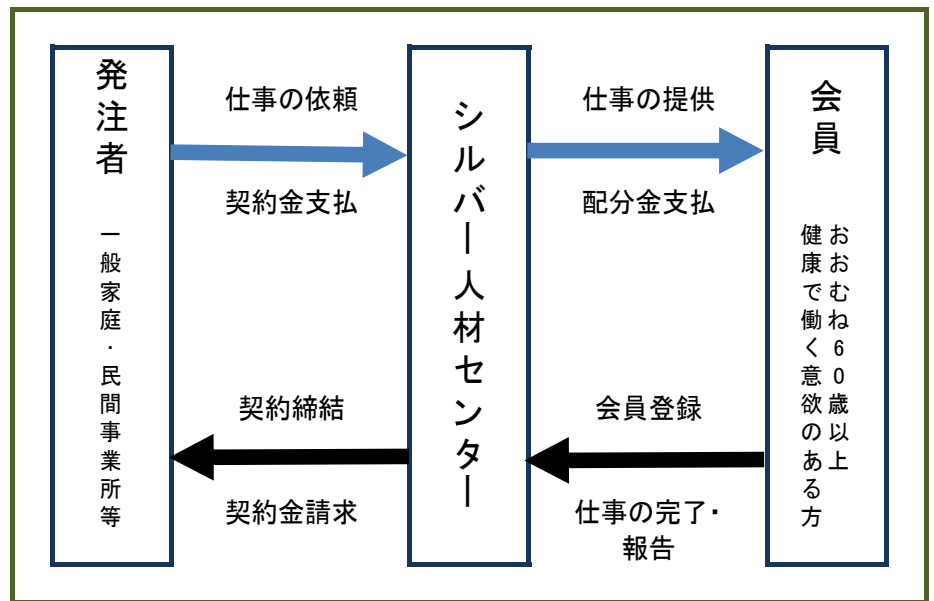 発注者
一般家庭・民間事業所等
仕事の依頼
契約金支払
契約締結
契約金請求
シルバー人材センター
仕事の提供
配分金支払
会員登録
仕事の完了・
報告
会員
おおむね60歳以上
健康で働く意欲のある方